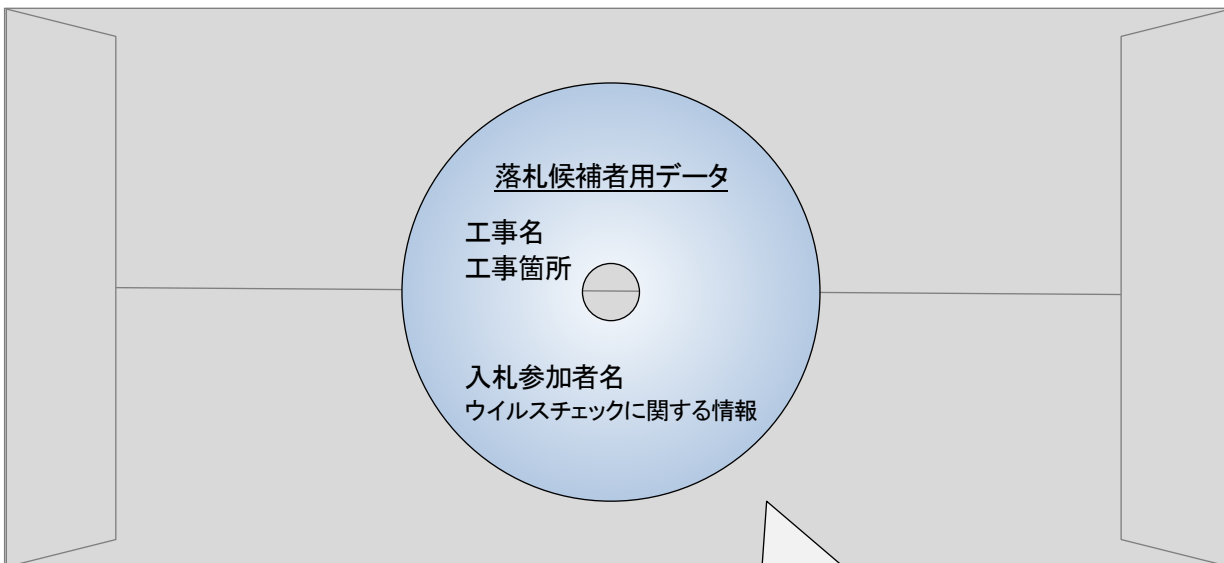 落札候補者用データ
工事名
工事箇所
入札参加者名
ウイルスチェックに関する情報